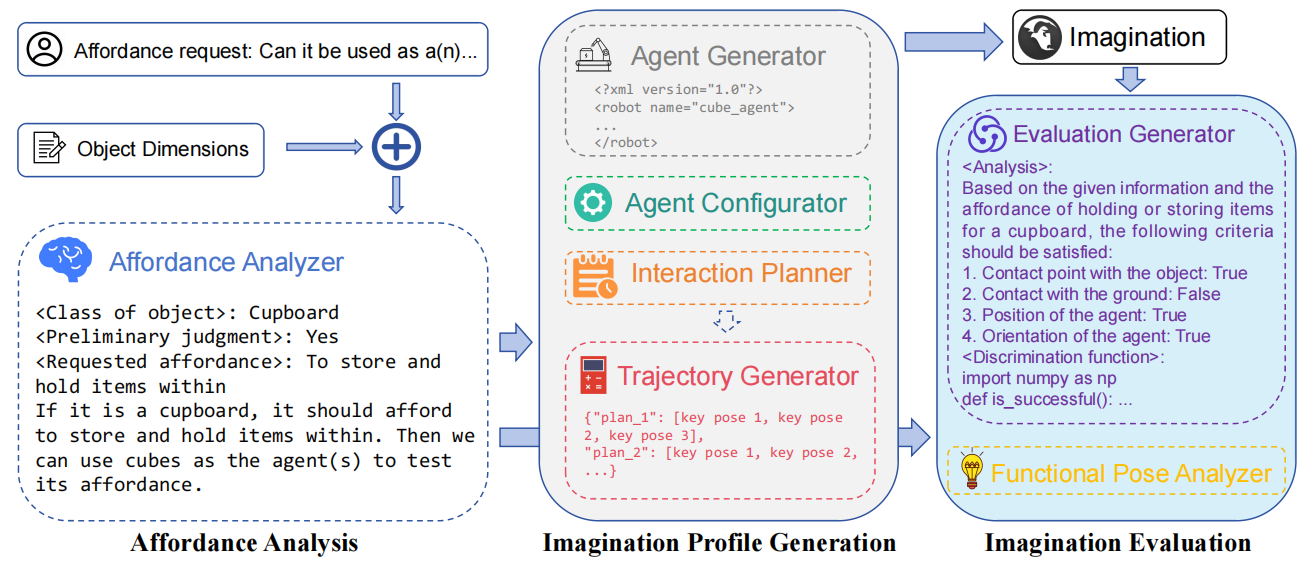 Affordance request: Can it be used as a(n)...
Object Dimensions
Affordance Analyzer
<Class of object>: Cupboard
<Preliminary judgment>: Yes
<Requested affordance>: To store and
hold items within
If it is a cupboard, it should afford
to store and hold items within. Then we
can use cubes as the agent(s) to test
its affordance.
Affordance Analysis
Agent Generator
<?xml version="1.0"?>
<robot name="cube_agent">
...
</robot>
Agent Configurator
Interaction Planner
Trajectory Generator
{"plan_1": [key pose 1, key pose
2, key pose 3],
"plan_2": [key pose 1, key pose 2,
...}
Imagination Profile Generation
Imagination
Evaluation Generator
<Analysis>:
Based on the given information and the
affordance of holding or storing items
for a cupboard, the following criteria
should be satisfied:
1. Contact point with the object: True
2. Contact with the ground: False
3. Position of the agent: True
4. Orientation of the agent: True
<Discrimination function>:
import numpy as np
def is_successful(): ...
Functional Pose Analyzer
Imagination Evaluation